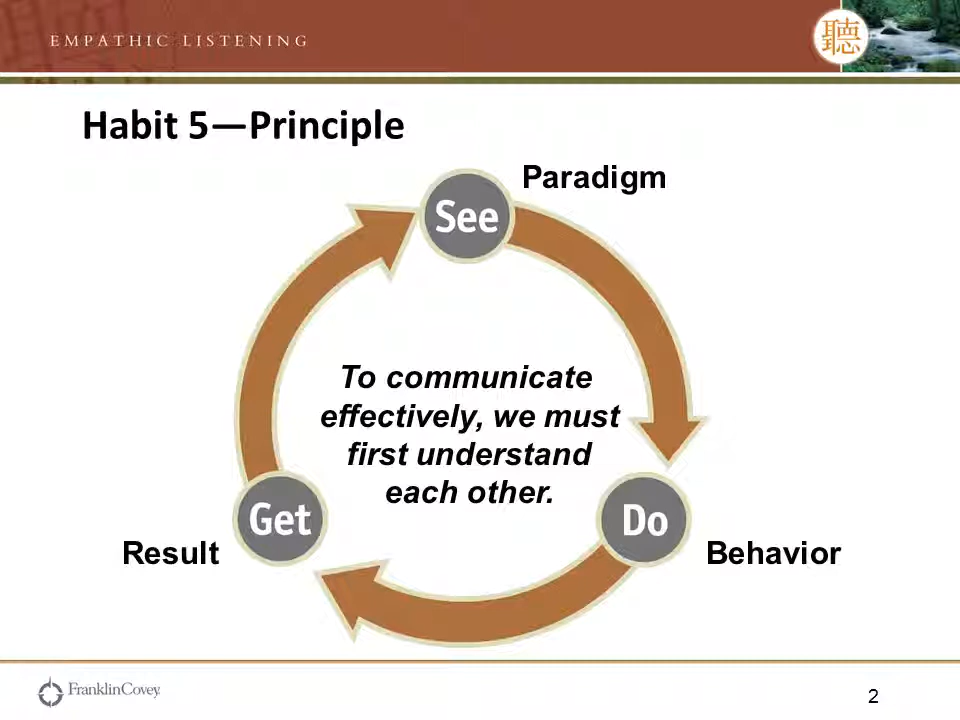 EMPATHIC LISTENING
聽
Habit 5—Principle
Paradigm
See
To communicate
effectively, we must
first understand
each other.
Get
Do
Result
Behavior
FranklinCovey
2